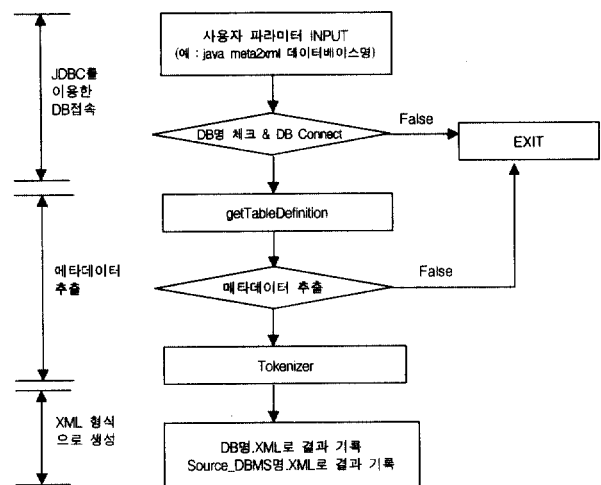 사용자 파라미터 INPUT
(예 : java meta2xml 데이터베이스명)
JDBC를
이용한
DB접속
DB명 체크 & DB Connect
False
EXIT
getTableDefinition
메타데이터
추출
메타데이터 추출
False
Tokenizer
XML 형식
으로 생성
DB명.XML로 결과 기록
Source_DBMS명.XML로 결과 기록